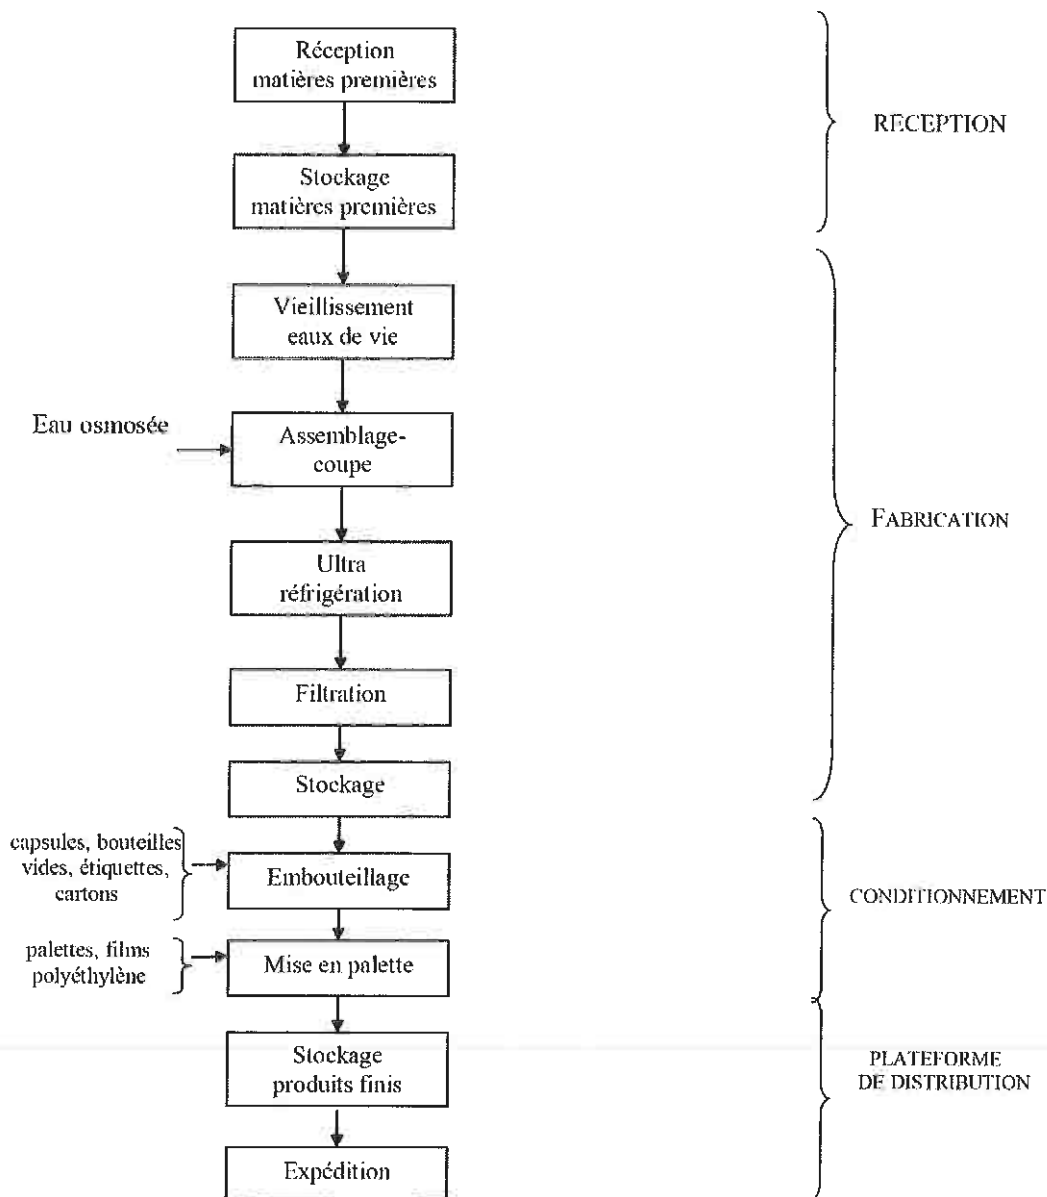 Réception
matières premières
RECEPTION
Stockage
matières premières
Vieillissement
eaux de vie
Eau osmosée
Assemblage-
coupe
FABRICATION
Ultra
réfrigération
Filtration
Stockage
capsules, bouteilles
vides, étiquettes,
cartons
Embouteillage
CONDITIONNEMENT
palettes, films
polyéthylène
Mise en palette
Stockage
produits finis
PLATEFORME
DE DISTRIBUTION
Expédition